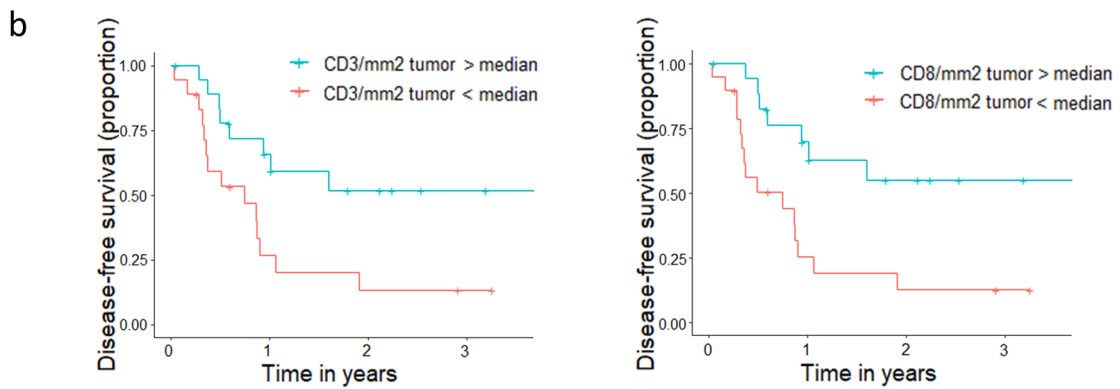 b
Disease-free survival (proportion)
1.00
0.75
0.50
0.25
0.00
CD3/mm2 tumor > median
CD3/mm2 tumor < median
0 1 2 3
Time in years
Disease-free survival (proportion)
1.00
0.75
0.50
0.25
0.00
CD8/mm2 tumor > median
CD8/mm2 tumor < median
0 1 2 3
Time in years